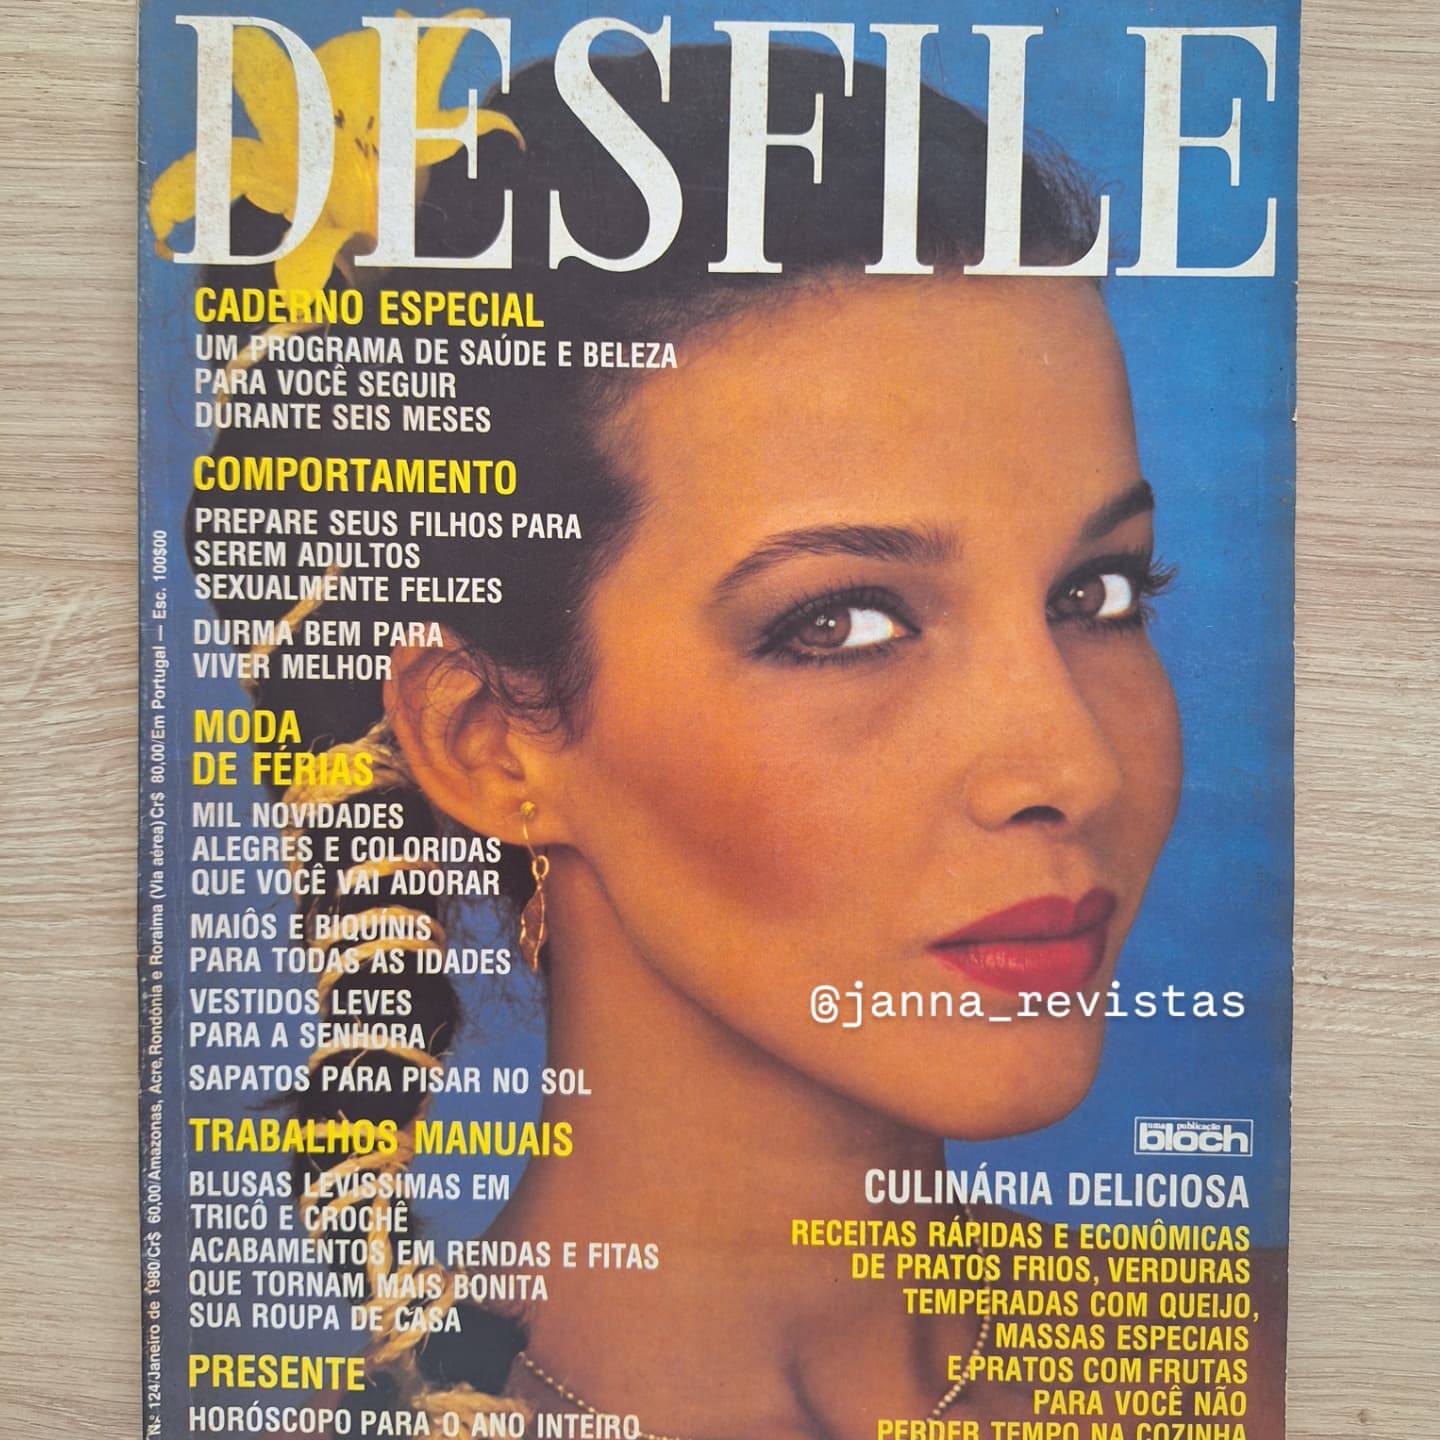 DESFILE
CADERNO ESPECIAL
UM PROGRAMA DE SAÚDE E BELEZA
PARA VOCÊ SEGUIR
DURANTE SEIS MESES
COMPORTAMENTO
PREPARE SEUS FILHOS PARA
SEREM ADULTOS
SEXUALMENTE FELIZES
DURMA BEM PARA
VIVER MELHOR
MODA
DE FÉRIAS
MIL NOVIDADES
ALEGRES E COLORIDAS
QUE VOCÊ VAI ADORAR
MAIÔS E BIQUÍNIS
PARA TODAS AS IDADES
VESTIDOS LEVES
PARA A SENHORA
SAPATOS PARA PISAR NO SOL
TRABALHOS MANUAIS
BLUSAS LEVÍSSIMAS EM
TRICÔ E CROCHÊ
ACABAMENTOS EM RENDAS E FITAS
QUE TORNAM MAIS BONITA
SUA ROUPA DE CASA
PRESENTE
HORÓSCOPO PARA O ANO INTEIRO
N.º 124/Janeiro de 1980/Cr$ 60,00/Amazonas, Acre, Rondônia e Roraima (Via aérea) Cr$ 80,00/Em Portugal — Esc. 100$00
@janna_revistas
uma publicação
bloch
CULINÁRIA DELICIOSA
RECEITAS RÁPIDAS E ECONÔMICAS
DE PRATOS FRIOS, VERDURAS
TEMPERADAS COM QUEIJO,
MASSAS ESPECIAIS
E PRATOS COM FRUTAS
PARA VOCÊ NÃO
PERDER TEMPO NA COZINHA